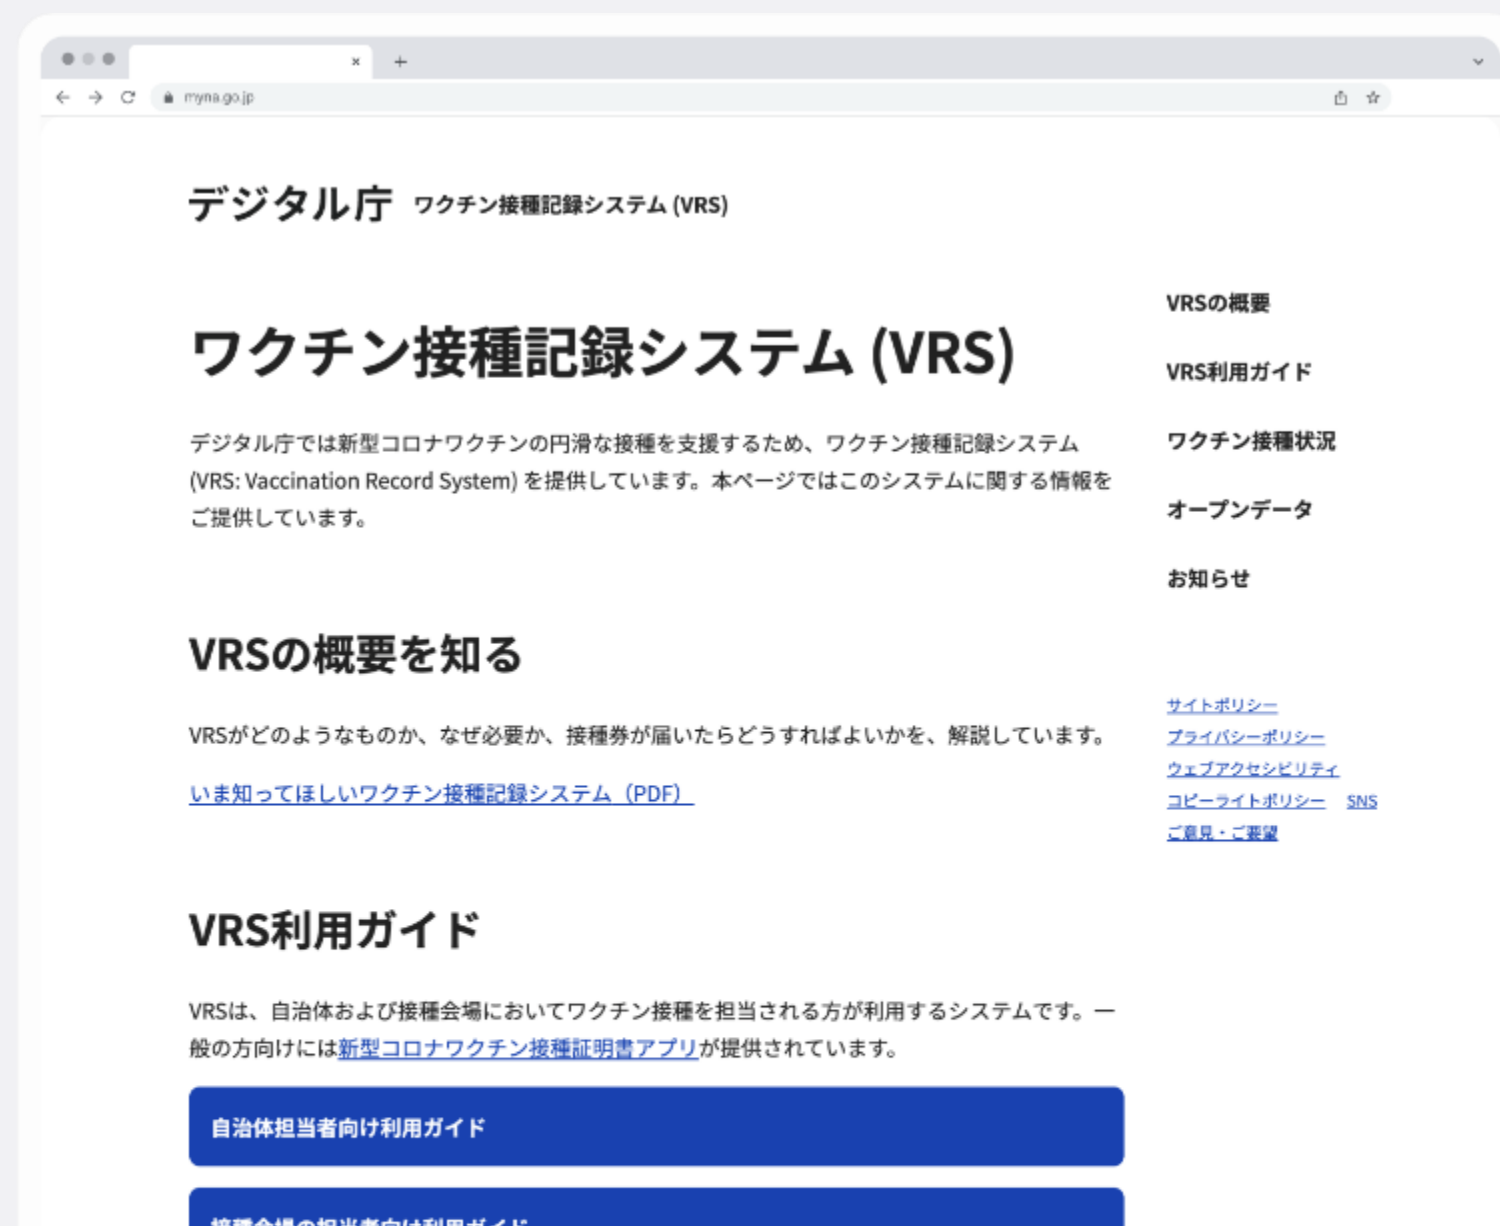 myna.go.jp
デジタル庁 ワクチン接種記録システム (VRS)
ワクチン接種記録システム (VRS)
デジタル庁では新型コロナワクチンの円滑な接種を支援するため、ワクチン接種記録システム
(VRS: Vaccination Record System) を提供しています。本ページではこのシステムに関する情報を
ご提供しています。
VRSの概要を知る
VRSがどのようなものか、なぜ必要か、接種券が届いたらどうすればよいかを、解説しています。
いま知ってほしいワクチン接種記録システム（PDF）
VRS利用ガイド
VRSは、自治体および接種会場においてワクチン接種を担当される方が利用するシステムです。一
般の方向けには新型コロナワクチン接種証明書アプリが提供されています。
自治体担当者向け利用ガイド
接種会場の担当者向け利用ガイド
VRSの概要
VRS利用ガイド
ワクチン接種状況
オープンデータ
お知らせ
サイトポリシー
プライバシーポリシー
ウェブアクセシビリティ
コピーライトポリシー SNS
ご意見・ご要望